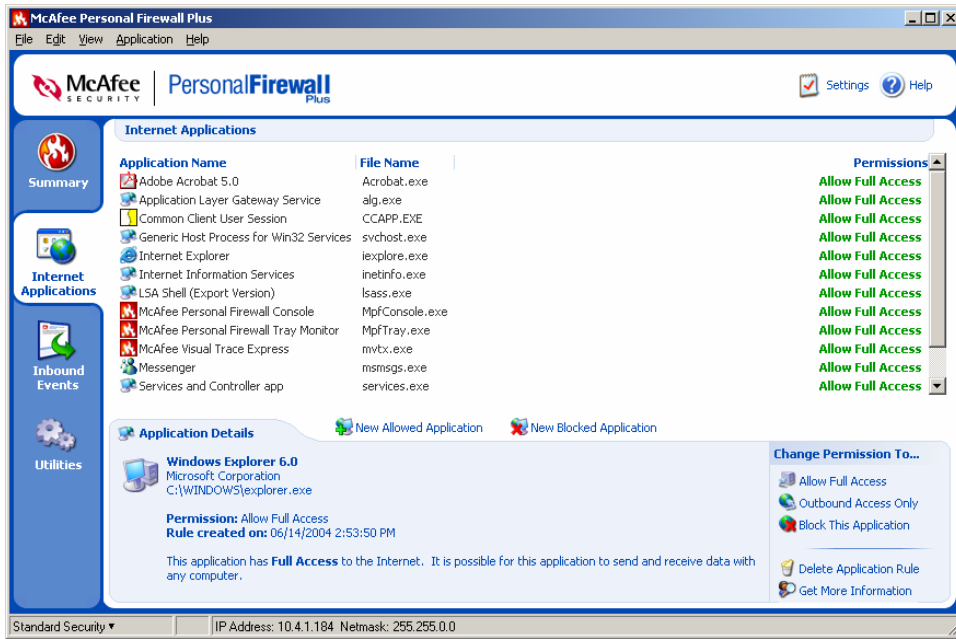 McAfee Personal Firewall Plus
File Edit View Application Help
McAfee SECURITY PersonalFirewall Plus
Settings Help
Internet Applications
Summary
Internet Applications
Inbound Events
Utilities
Application Name File Name Permissions
Adobe Acrobat 5.0 Acrobat.exe Allow Full Access
Application Layer Gateway Service alg.exe Allow Full Access
Common Client User Session CCAPP.EXE Allow Full Access
Generic Host Process for Win32 Services svchost.exe Allow Full Access
Internet Explorer iexplore.exe Allow Full Access
Internet Information Services inetinfo.exe Allow Full Access
LSA Shell (Export Version) lsass.exe Allow Full Access
McAfee Personal Firewall Console MpfConsole.exe Allow Full Access
McAfee Personal Firewall Tray Monitor MpfTray.exe Allow Full Access
McAfee Visual Trace Express mvtx.exe Allow Full Access
Messenger msmsgs.exe Allow Full Access
Services and Controller app services.exe Allow Full Access
Application Details New Allowed Application New Blocked Application
Windows Explorer 6.0
Microsoft Corporation
C:\WINDOWS\explorer.exe
Permission: Allow Full Access
Rule created on: 06/14/2004 2:53:50 PM
This application has Full Access to the Internet. It is possible for this application to send and receive data with
any computer.
Change Permission To...
Allow Full Access
Outbound Access Only
Block This Application
Delete Application Rule
Get More Information
Standard Security IP Address: 10.4.1.184 Netmask: 255.255.0.0